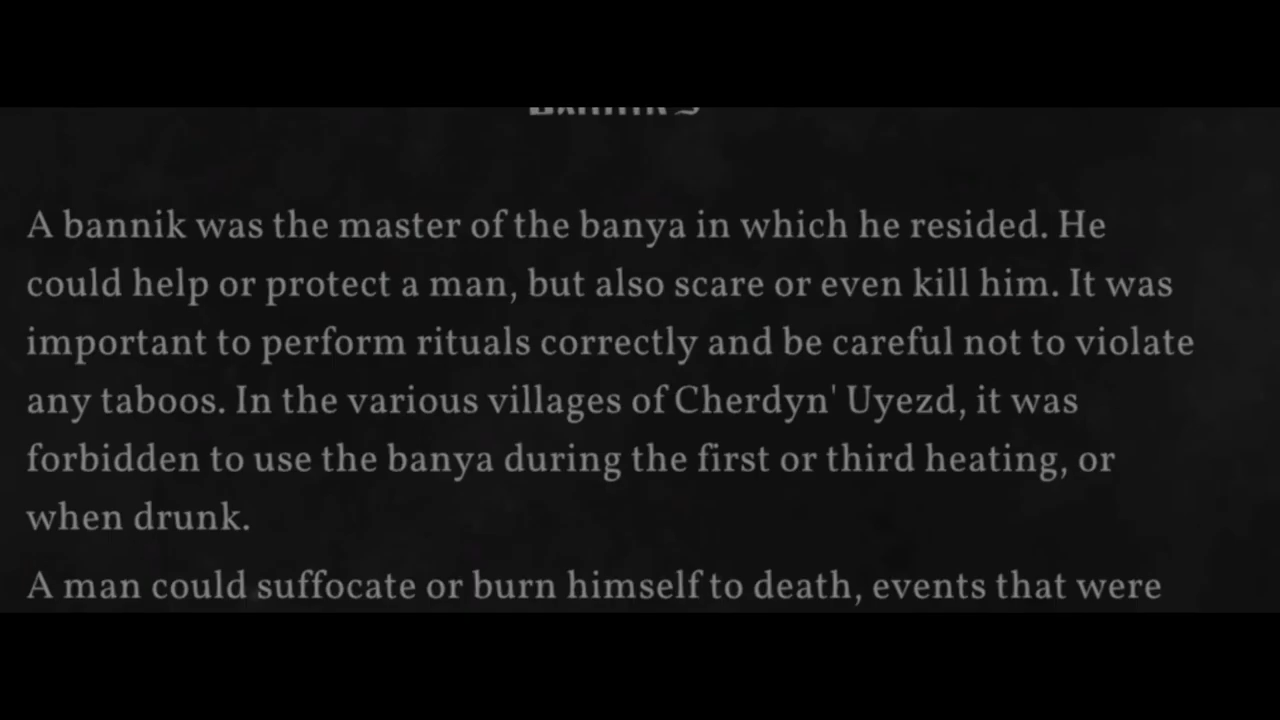 A bannik was the master of the banya in which he resided. He
could help or protect a man, but also scare or even kill him. It was
important to perform rituals correctly and be careful not to violate
any taboos. In the various villages of Cherdyn' Uyezd, it was
forbidden to use the banya during the first or third heating, or
when drunk.
A man could suffocate or burn himself to death, events that were